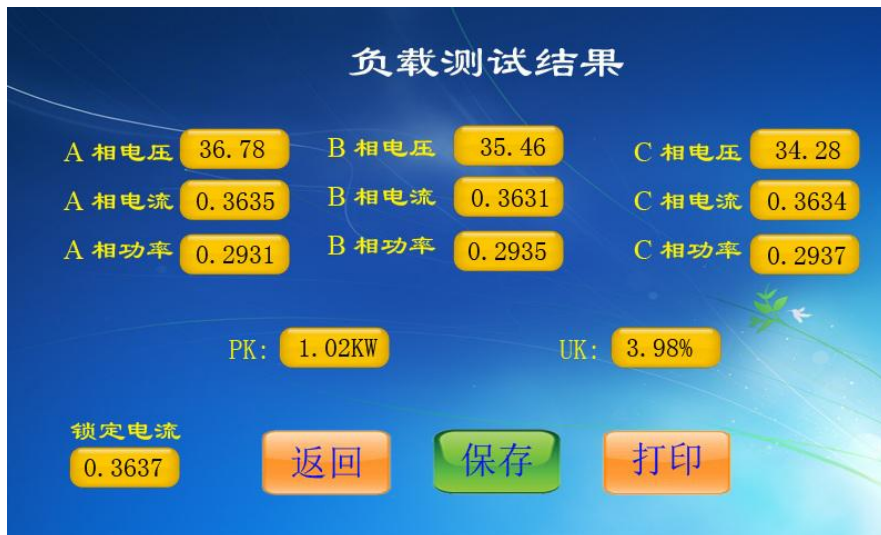 负载测试结果
A 相电压 36.78 B 相电压 35.46 C 相电压 34.28
A 相电流 0.3635 B 相电流 0.3631 C 相电流 0.3634
A 相功率 0.2931 B 相功率 0.2935 C 相功率 0.2937
PK: 1.02KW UK: 3.98%
锁定电流
0.3637 返回 保存 打印